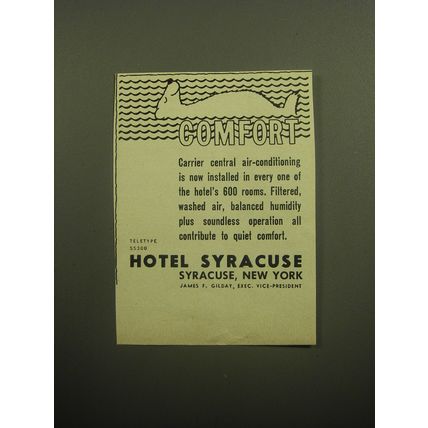 COMFORT
Carrier central air-conditioning
is now installed in every one of
the hotel's 600 rooms. Filtered,
washed air, balanced humidity
plus soundless operation all
contribute to quiet comfort.
TELETYPE
SS300
HOTEL SYRACUSE
SYRACUSE, NEW YORK
JAMES F. GILDAY, EXEC. VICE-PRESIDENT